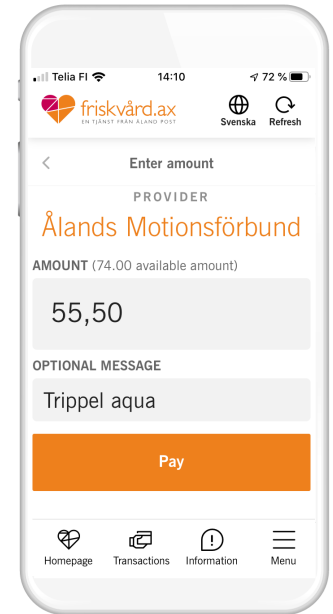 Telia FI
14:10
72 %
friskvård.ax
EN TJÄNST FRÅN ÅLAND POST
Svenska
Refresh
Enter amount
PROVIDER
Ålands Motionsförbund
AMOUNT (74.00 available amount)
55,50
OPTIONAL MESSAGE
Trippel aqua
Pay
Homepage
Transactions
Information
Menu